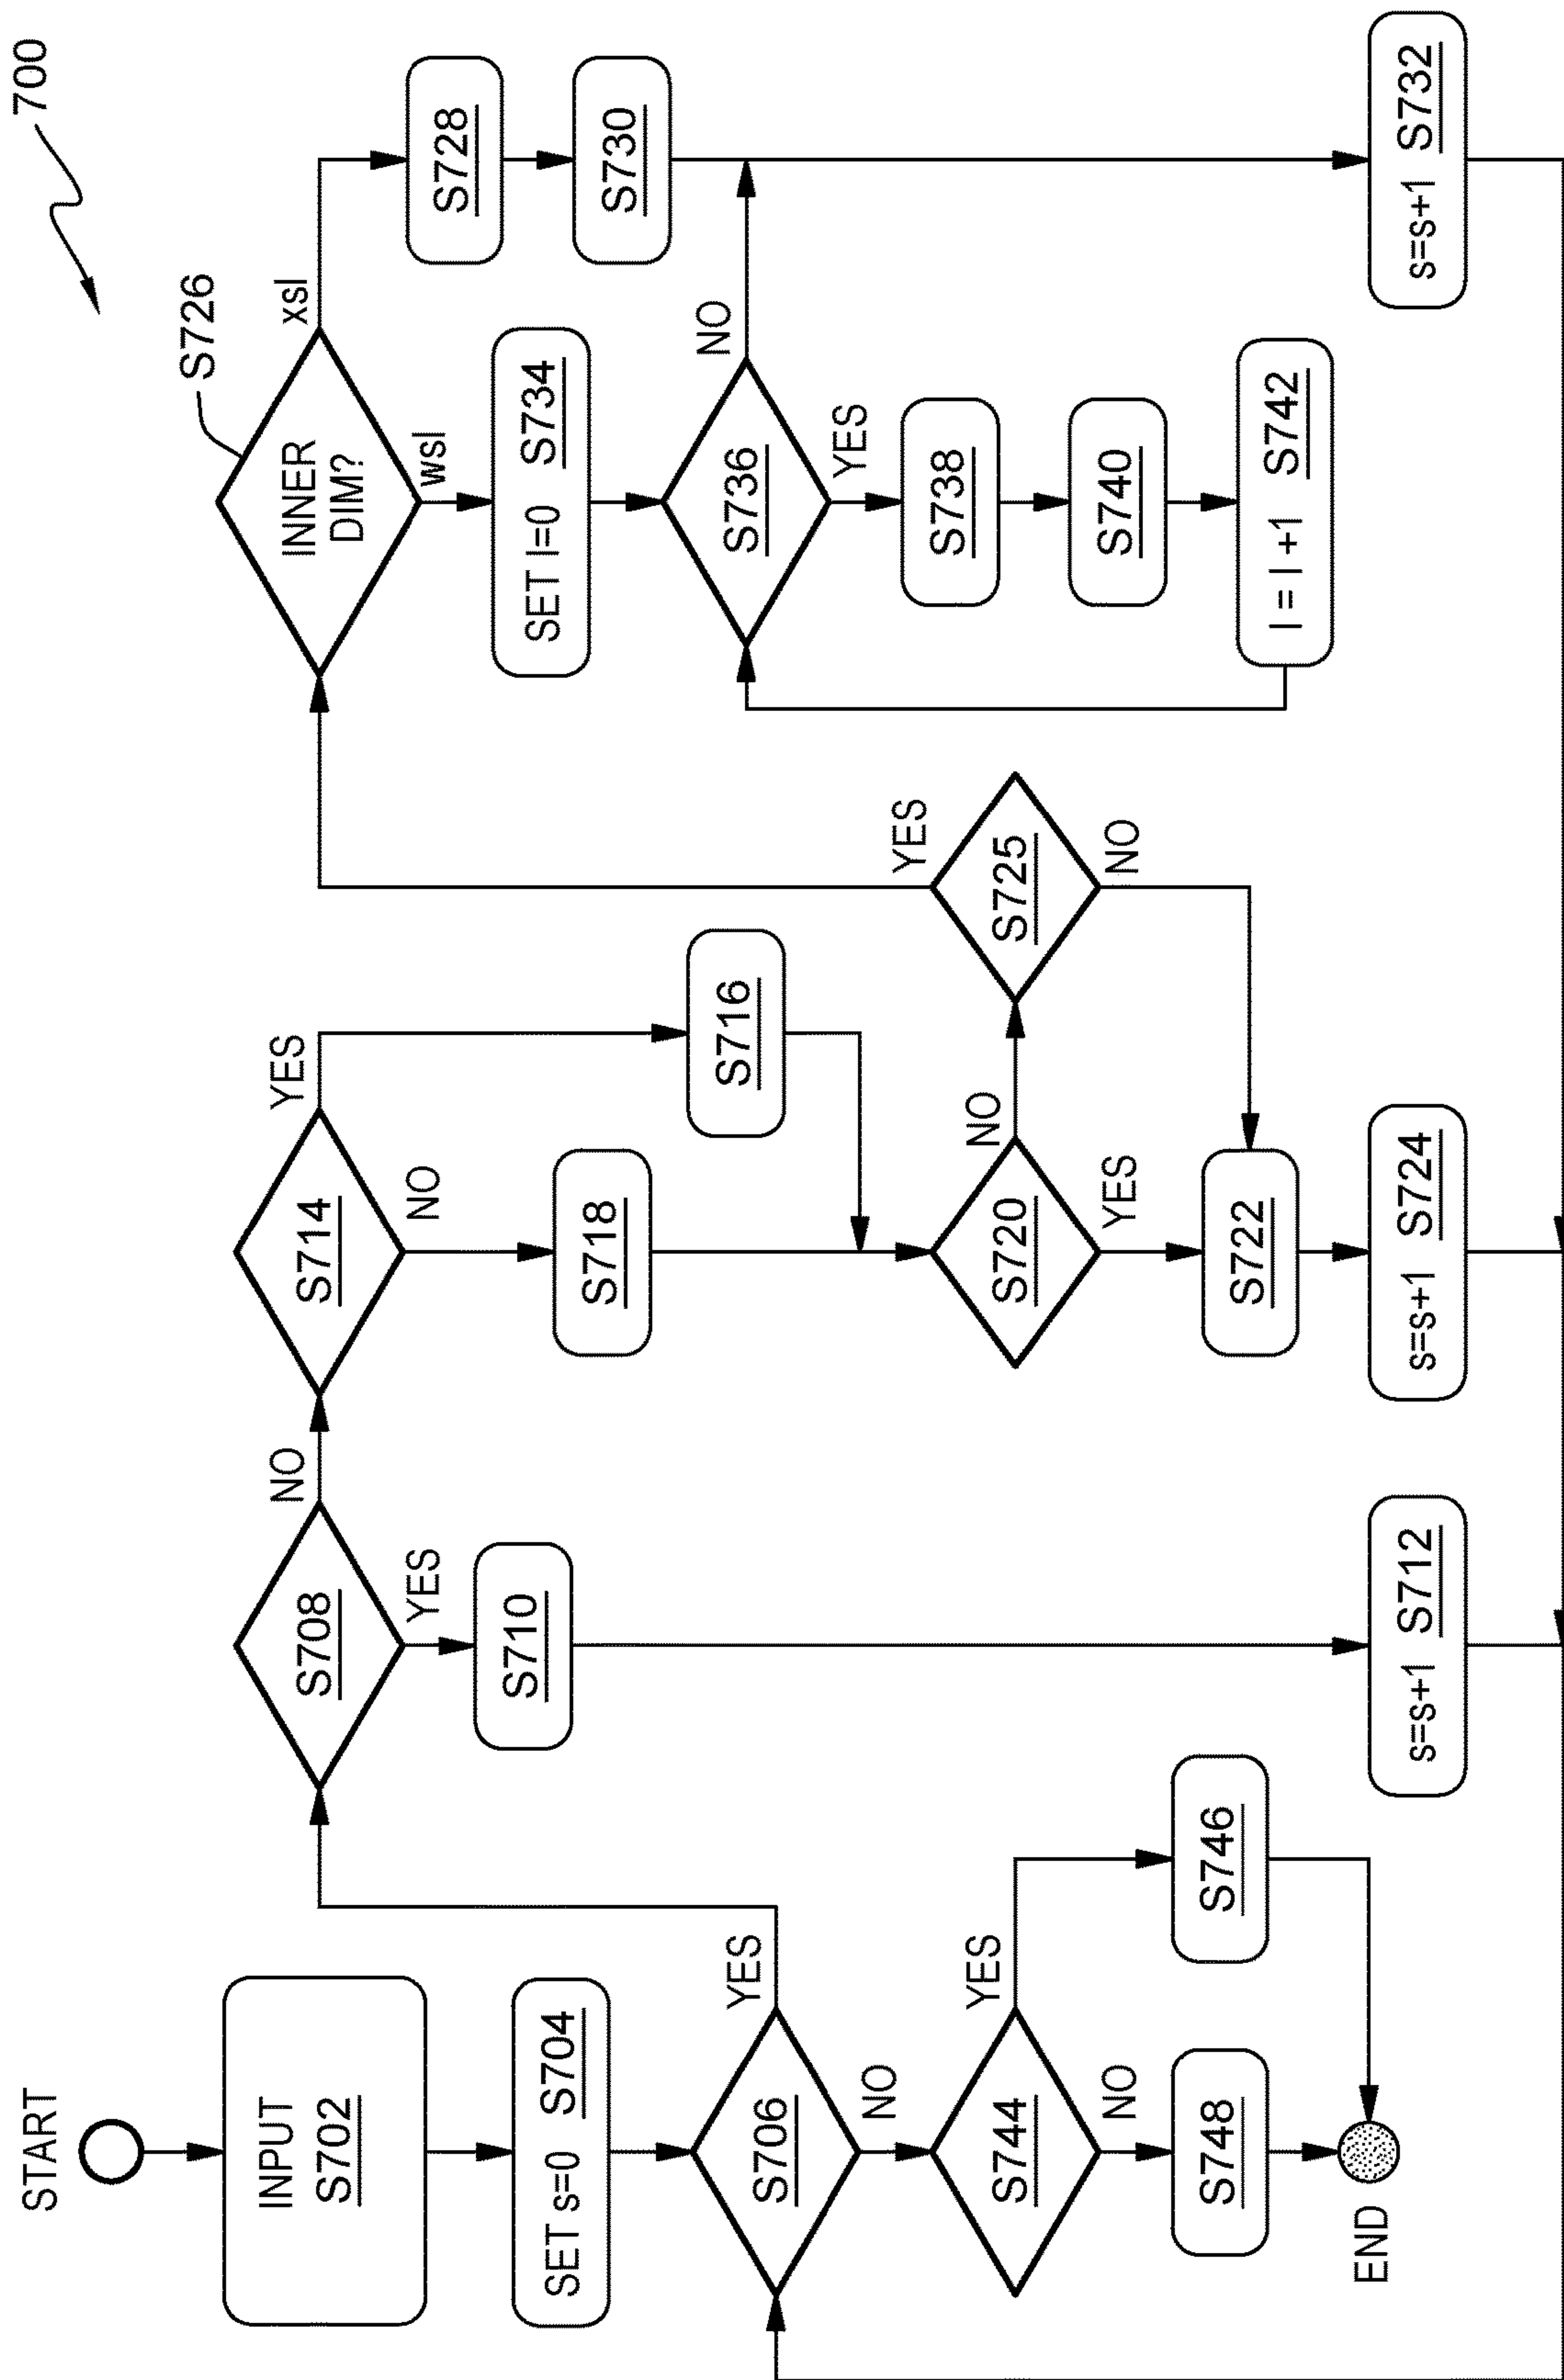 700
START
INPUT
S702
SET s=0 S704
S706
YES
NO
S744
YES
NO
S748
S746
END
S708
NO
YES
S710
s=s+1 S712
S714
YES
NO
S718
S716
S720
NO
YES
S722
s=s+1 S724
S725
YES
NO
S726
INNER
DIM?
xsl
wsl
S728
S730
SET l=0 S734
S736
NO
YES
S738
S740
l = l +1 S742
s=s+1 S732